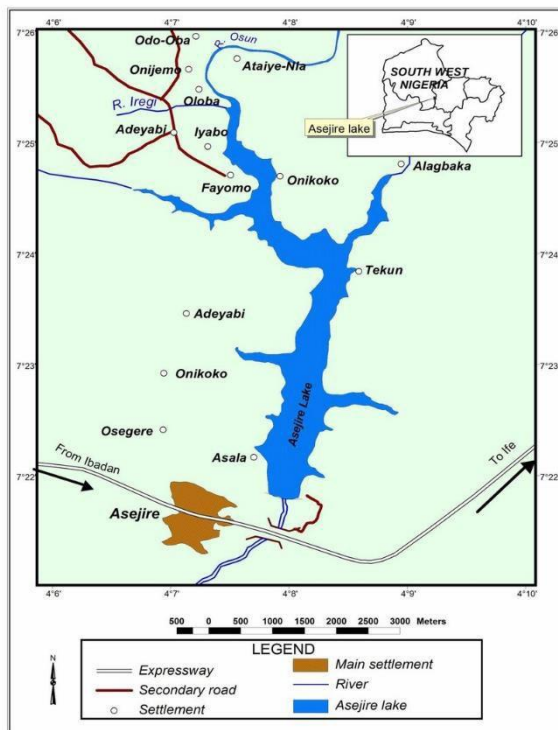 4°6'
4°7'
4°8'
4°9'
4°10'
7°26'
7°26'
Odo-Oba
R. Osun
Onijemo
Ataiye-Nla
SOUTH WEST
NIGERIA
Oloba
R. Iregi
Asejire lake
Adeyabi
Iyabo
7°25'
7°25'
Alagbaka
Fayomo
Onikoko
7°24'
7°24'
Tekun
Adeyabi
7°23'
7°23'
Onikoko
Asejire Lake
Osegere
Asala
From Ibadan
To Ife
7°22'
7°22'
Asejire
4°6'
4°7'
4°8'
4°9'
4°10'
500 0 500 1000 1500 2000 2500 3000 Meters
LEGEND
N
Expressway
Main settlement
Secondary road
River
Settlement
Asejire lake